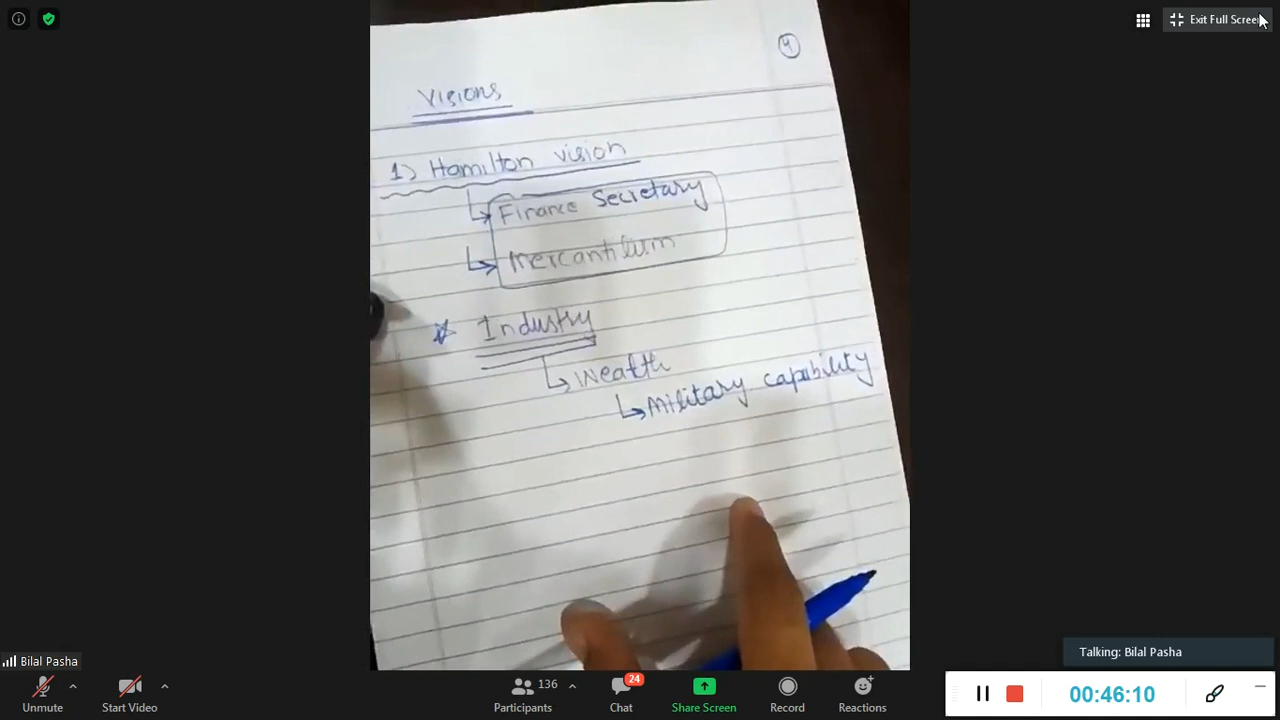 Exit Full Screen
4
Visions
1) Hamilton vision
Finance Secretary
Mercantilism
Industry
Wealth
Military capability
Talking: Bilal Pasha
Bilal Pasha
136
24
00:46:10
Unmute
Start Video
Participants
Chat
Share Screen
Record
Reactions